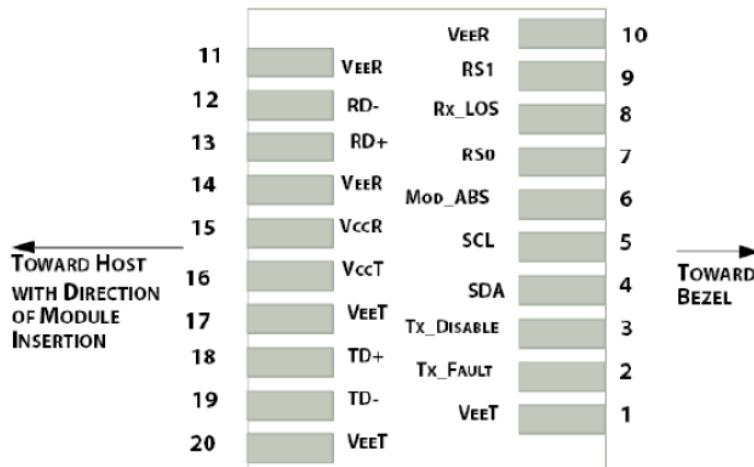 VEER 10
11 VEER
RS1 9
12 RD-
RX_LOS 8
13 RD+
RS0 7
14 VEER
MOD_ABS 6
15 VCCR
SCL 5
16 VCCT
SDA 4
17 VEET
TX_DISABLE 3
18 TD+
TX_FAULT 2
19 TD-
VEET 1
20 VEET
TOWARD HOST
WITH DIRECTION
OF MODULE
INSERTION
TOWARD
BEZEL